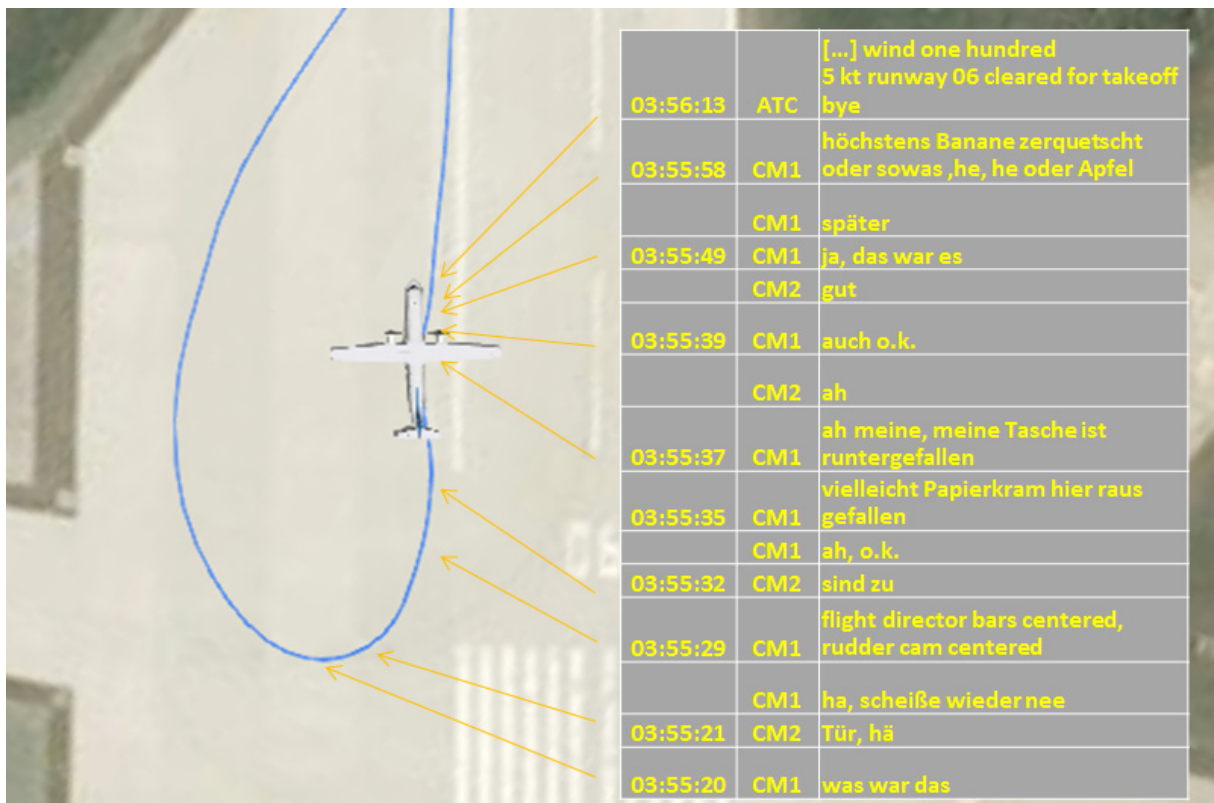 [...] wind one hundred
5 kt runway 06 cleared for takeoff
03:56:13 ATC bye
höchstens Banane zerquetscht
03:55:58 CM1 oder sowas ,he, he oder Apfel
CM1 später
03:55:49 CM1 ja, das war es
CM2 gut
03:55:39 CM1 auch o.k.
CM2 ah
ah meine, meine Tasche ist
03:55:37 CM1 runtergefallen
vielleicht Papierkram hier raus
03:55:35 CM1 gefallen
CM1 ah, o.k.
03:55:32 CM2 sind zu
flight director bars centered,
03:55:29 CM1 rudder cam centered
CM1 ha, scheiße wieder nee
03:55:21 CM2 Tür, hä
03:55:20 CM1 was war das